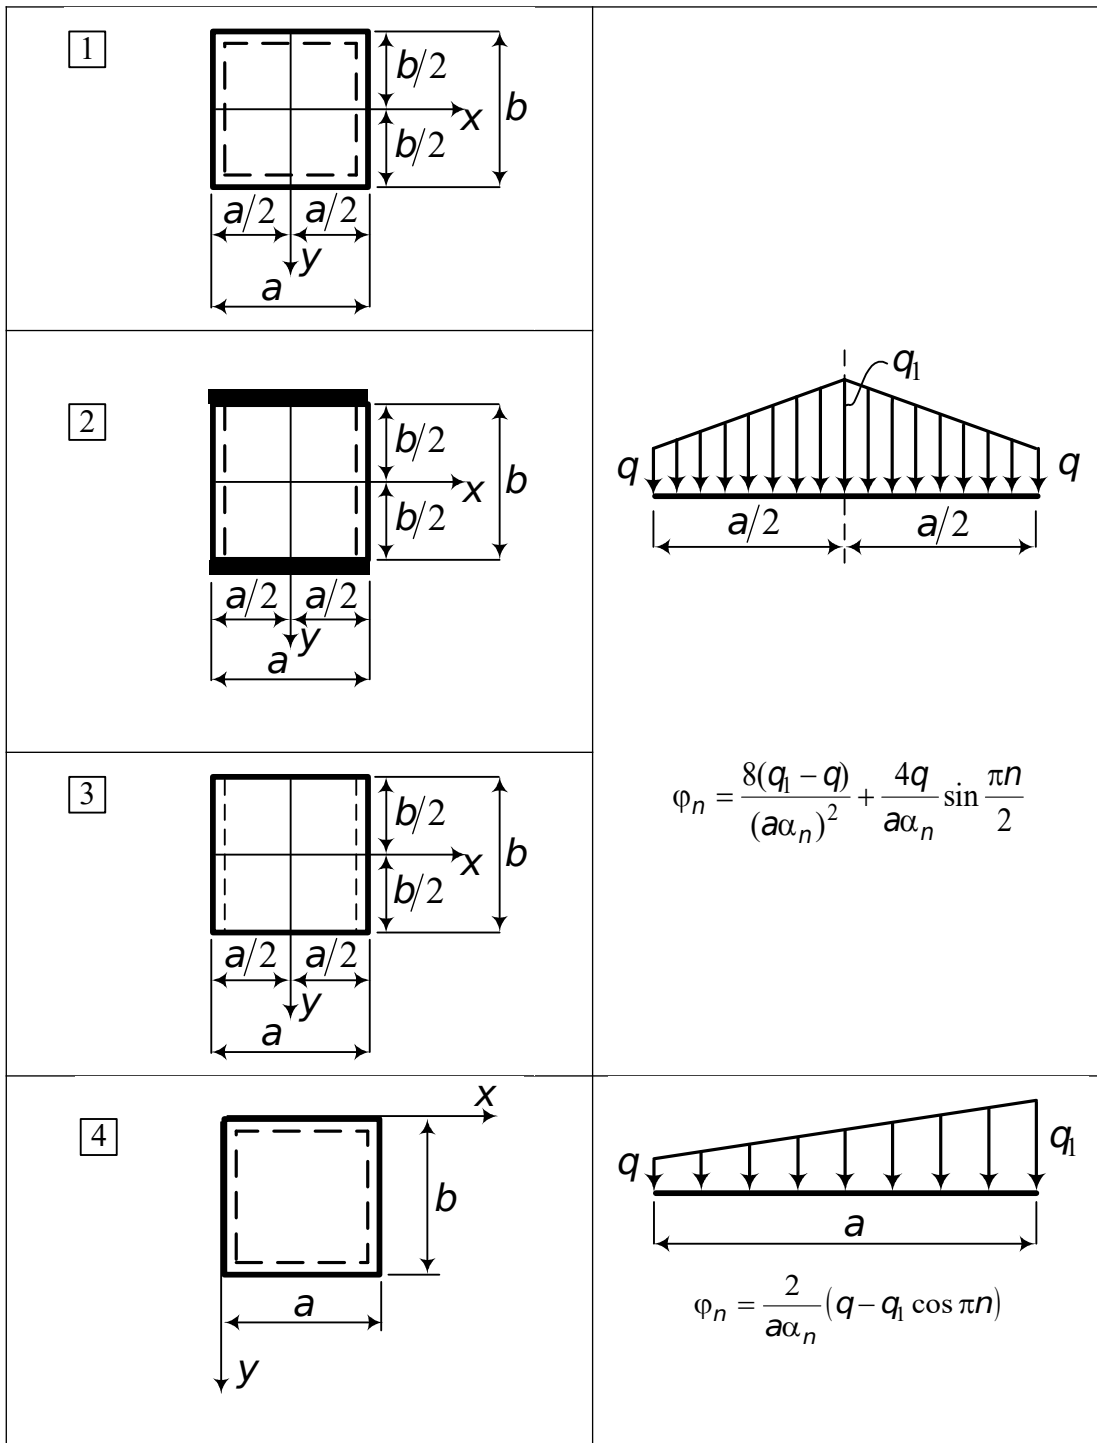 1
b/2
b
x
b/2
a/2 a/2
y
a
2
b/2
b
x
b/2
a/2 a/2
y
a
q₁
q q
a/2 a/2
3
b/2
b
x
b/2
a/2 a/2
y
a
φₙ = 8(q₁ − q)/(aαₙ)² + 4q/aαₙ sin πn/2
4
x
b
a
y
q q₁
a
φₙ = 2/aαₙ (q − q₁ cos πn)